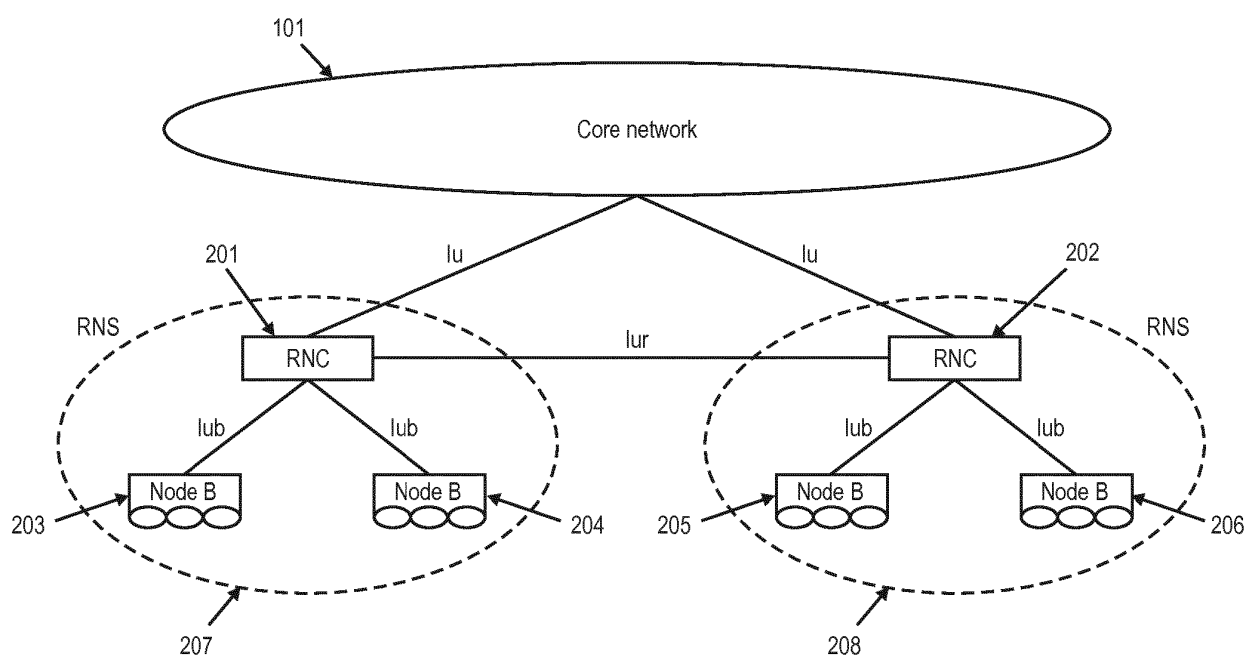 101
Core network
201
Iu
Iu
202
RNS
RNS
RNC
Iur
RNC
Iub
Iub
Iub
Iub
Node B
Node B
Node B
Node B
203
204
205
206
207
208